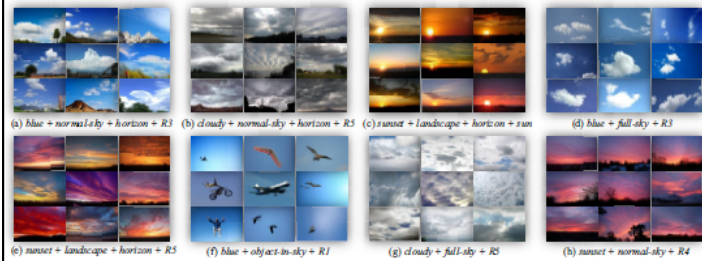 (a) blue + normal-sky + horizon + R3
(b) cloudy + normal-sky + horizon + R5
(c) sunset + landscape + horizon + sun
(d) blue + full-sky + R3
(e) sunset + landscape + horizon + R5
(f) blue + object-in-sky + R1
(g) cloudy + full-sky + R5
(h) sunset + normal-sky + R4